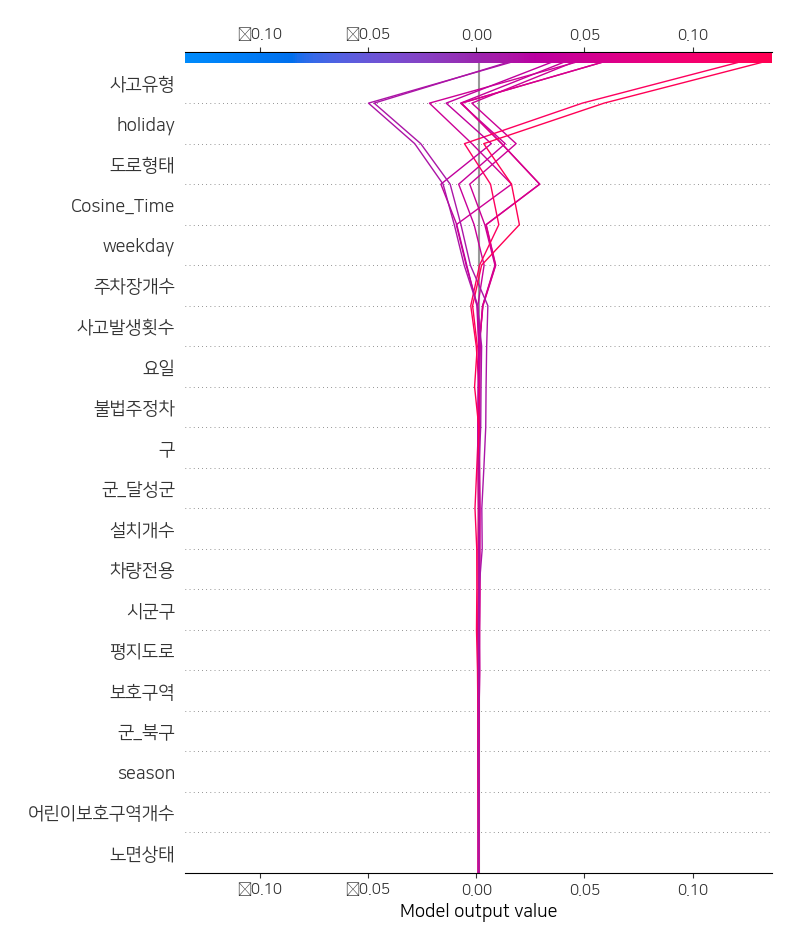 ☒0.10 ☒0.05 0.00 0.05 0.10
사고유형
holiday
도로형태
Cosine_Time
weekday
주차장개수
사고발생횟수
요일
불법주정차
구
군_달성군
설치개수
차량전용
시군구
평지도로
보호구역
군_북구
season
어린이보호구역개수
노면상태
☒0.10 ☒0.05 0.00 0.05 0.10
Model output value